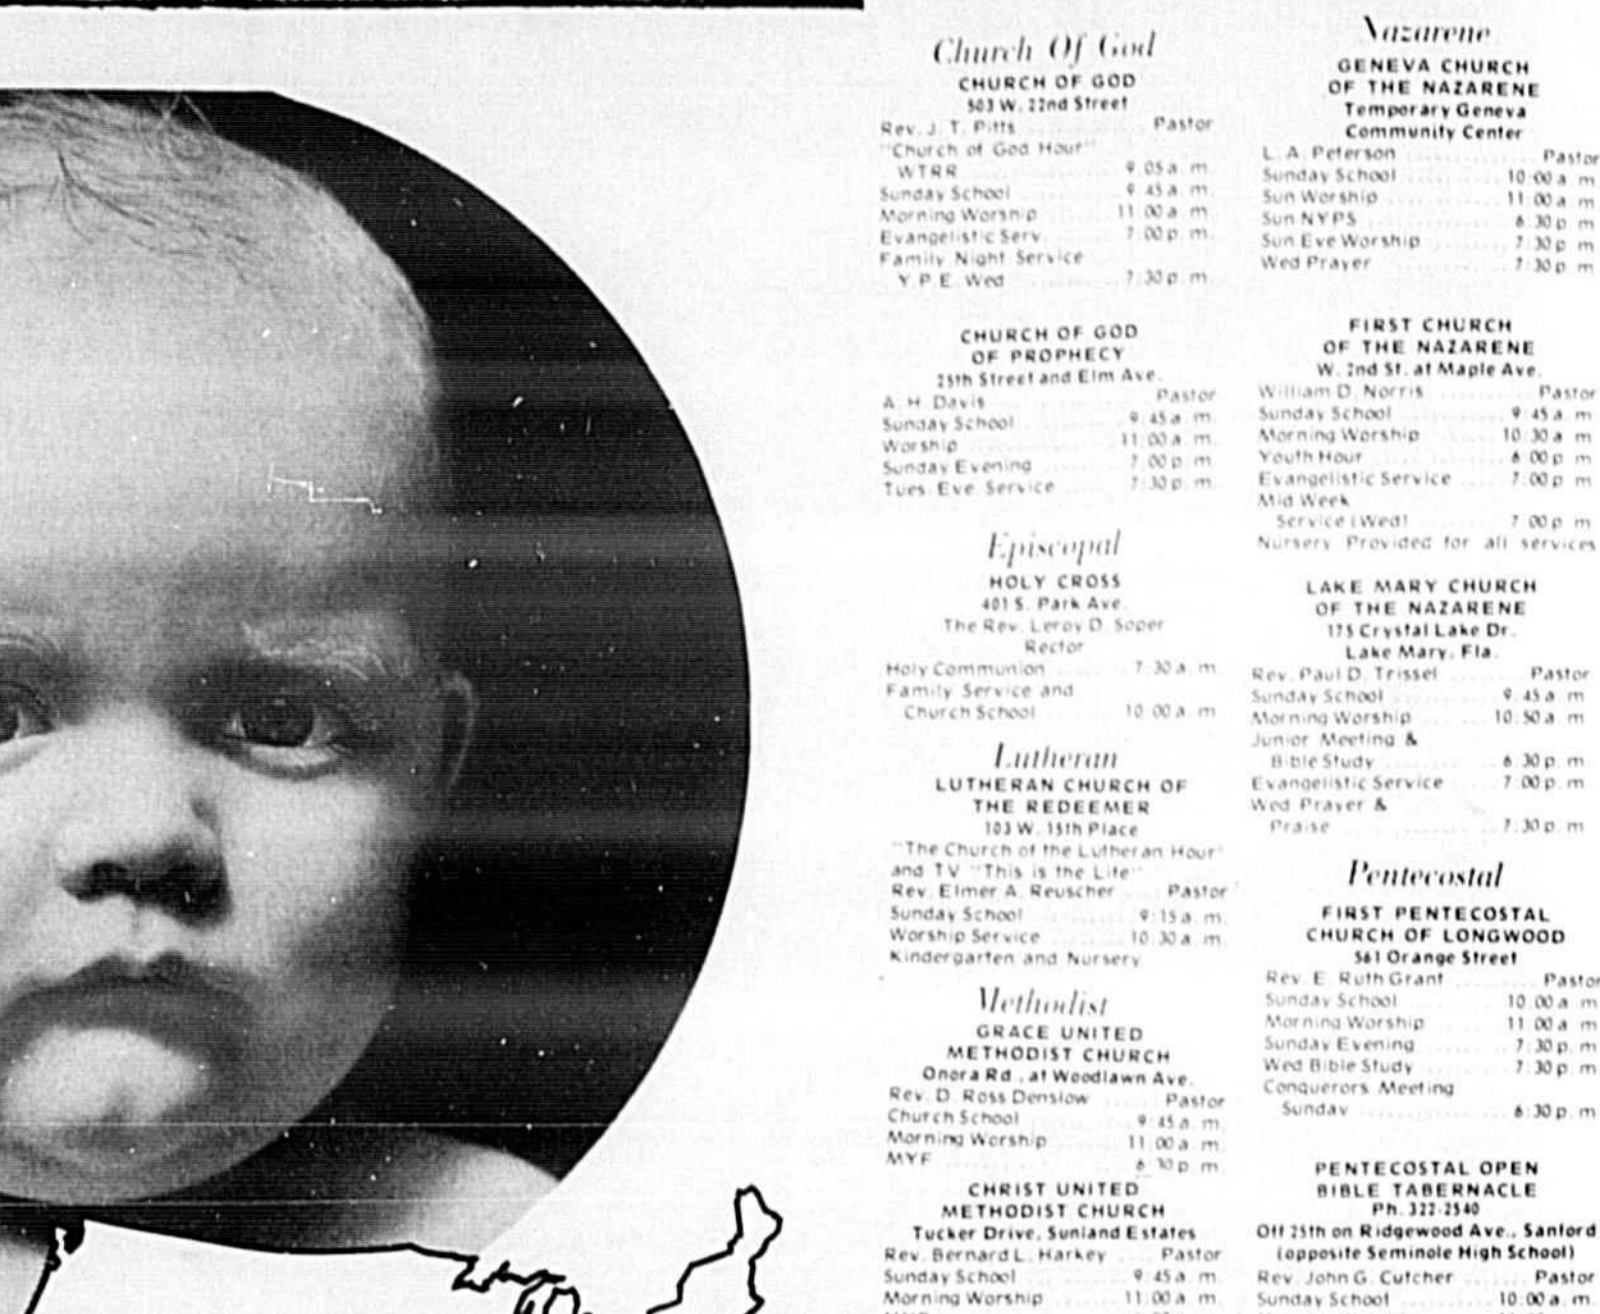 Church Of God
CHURCH OF GOD
503 W. 22nd Street
Rev. J. T. Pitts Pastor
"Church of God Hour"
WTRR 9:05 a. m.
Sunday School 9:45 a. m.
Morning Worship 11:00 a. m.
Evangelistic Serv. 7:00 p. m.
Family Night Service
Y.P.E. Wed 7:30 p. m.
CHURCH OF GOD
OF PROPHECY
25th Street and Elm Ave.
A. H. Davis Pastor
Sunday School 9:45 a. m.
Worship 11:00 a. m.
Sunday Evening 7:00 p. m.
Tues. Eve. Service 7:30 p. m.
Episcopal
HOLY CROSS
401 S. Park Ave.
The Rev. Leroy D. Soper
Rector
Holy Communion 7:30 a. m.
Family Service and
Church School 10:00 a. m.
Lutheran
LUTHERAN CHURCH OF
THE REDEEMER
103 W. 15th Place
"The Church of the Lutheran Hour"
and TV "This is the Life"
Rev. Elmer A. Reuscher Pastor
Sunday School 9:15 a. m.
Worship Service 10:30 a. m.
Kindergarten and Nursery
Methodist
GRACE UNITED
METHODIST CHURCH
Onora Rd., at Woodlawn Ave.
Rev. D. Ross Denslow Pastor
Church School 9:45 a. m.
Morning Worship 11:00 a. m.
MYF 6:30 p. m.
CHRIST UNITED
METHODIST CHURCH
Tucker Drive, Sunland Estates
Rev. Bernard L. Harkey Pastor
Sunday School 9:45 a. m.
Morning Worship 11:00 a. m.
Nazarene
GENEVA CHURCH
OF THE NAZARENE
Temporary Geneva
Community Center
L. A. Peterson Pastor
Sunday School 10:00 a. m
Sun Worship 11:00 a. m
Sun NYPS 6:30 p. m
Sun Eve Worship 7:30 p. m
Wed Prayer 7:30 p. m
FIRST CHURCH
OF THE NAZARENE
W. 2nd St. at Maple Ave.
William D. Norris Pastor
Sunday School 9:45 a. m
Morning Worship 10:30 a. m
Youth Hour 6:00 p. m
Evangelistic Service 7:00 p. m
Mid Week
Service (Wed) 7:00 p. m
Nursery Provided for all services
LAKE MARY CHURCH
OF THE NAZARENE
175 Crystal Lake Dr.
Lake Mary, Fla.
Rev. Paul D. Trissel Pastor
Sunday School 9:45 a. m
Morning Worship 10:50 a. m
Junior Meeting &
Bible Study 6:30 p. m
Evangelistic Service 7:00 p. m
Wed Prayer &
Praise 7:30 p. m
Pentecostal
FIRST PENTECOSTAL
CHURCH OF LONGWOOD
561 Orange Street
Rev. E. Ruth Grant Pastor
Sunday School 10:00 a. m
Morning Worship 11:00 a. m
Sunday Evening 7:30 p. m
Wed Bible Study 7:30 p. m
Conquerors Meeting
Sunday 6:30 p. m
PENTECOSTAL OPEN
BIBLE TABERNACLE
Ph. 322-2540
Off 25th on Ridgewood Ave., Sanford
(opposite Seminole High School)
Rev. John G. Cutcher Pastor
Sunday School 10:00 a. m.